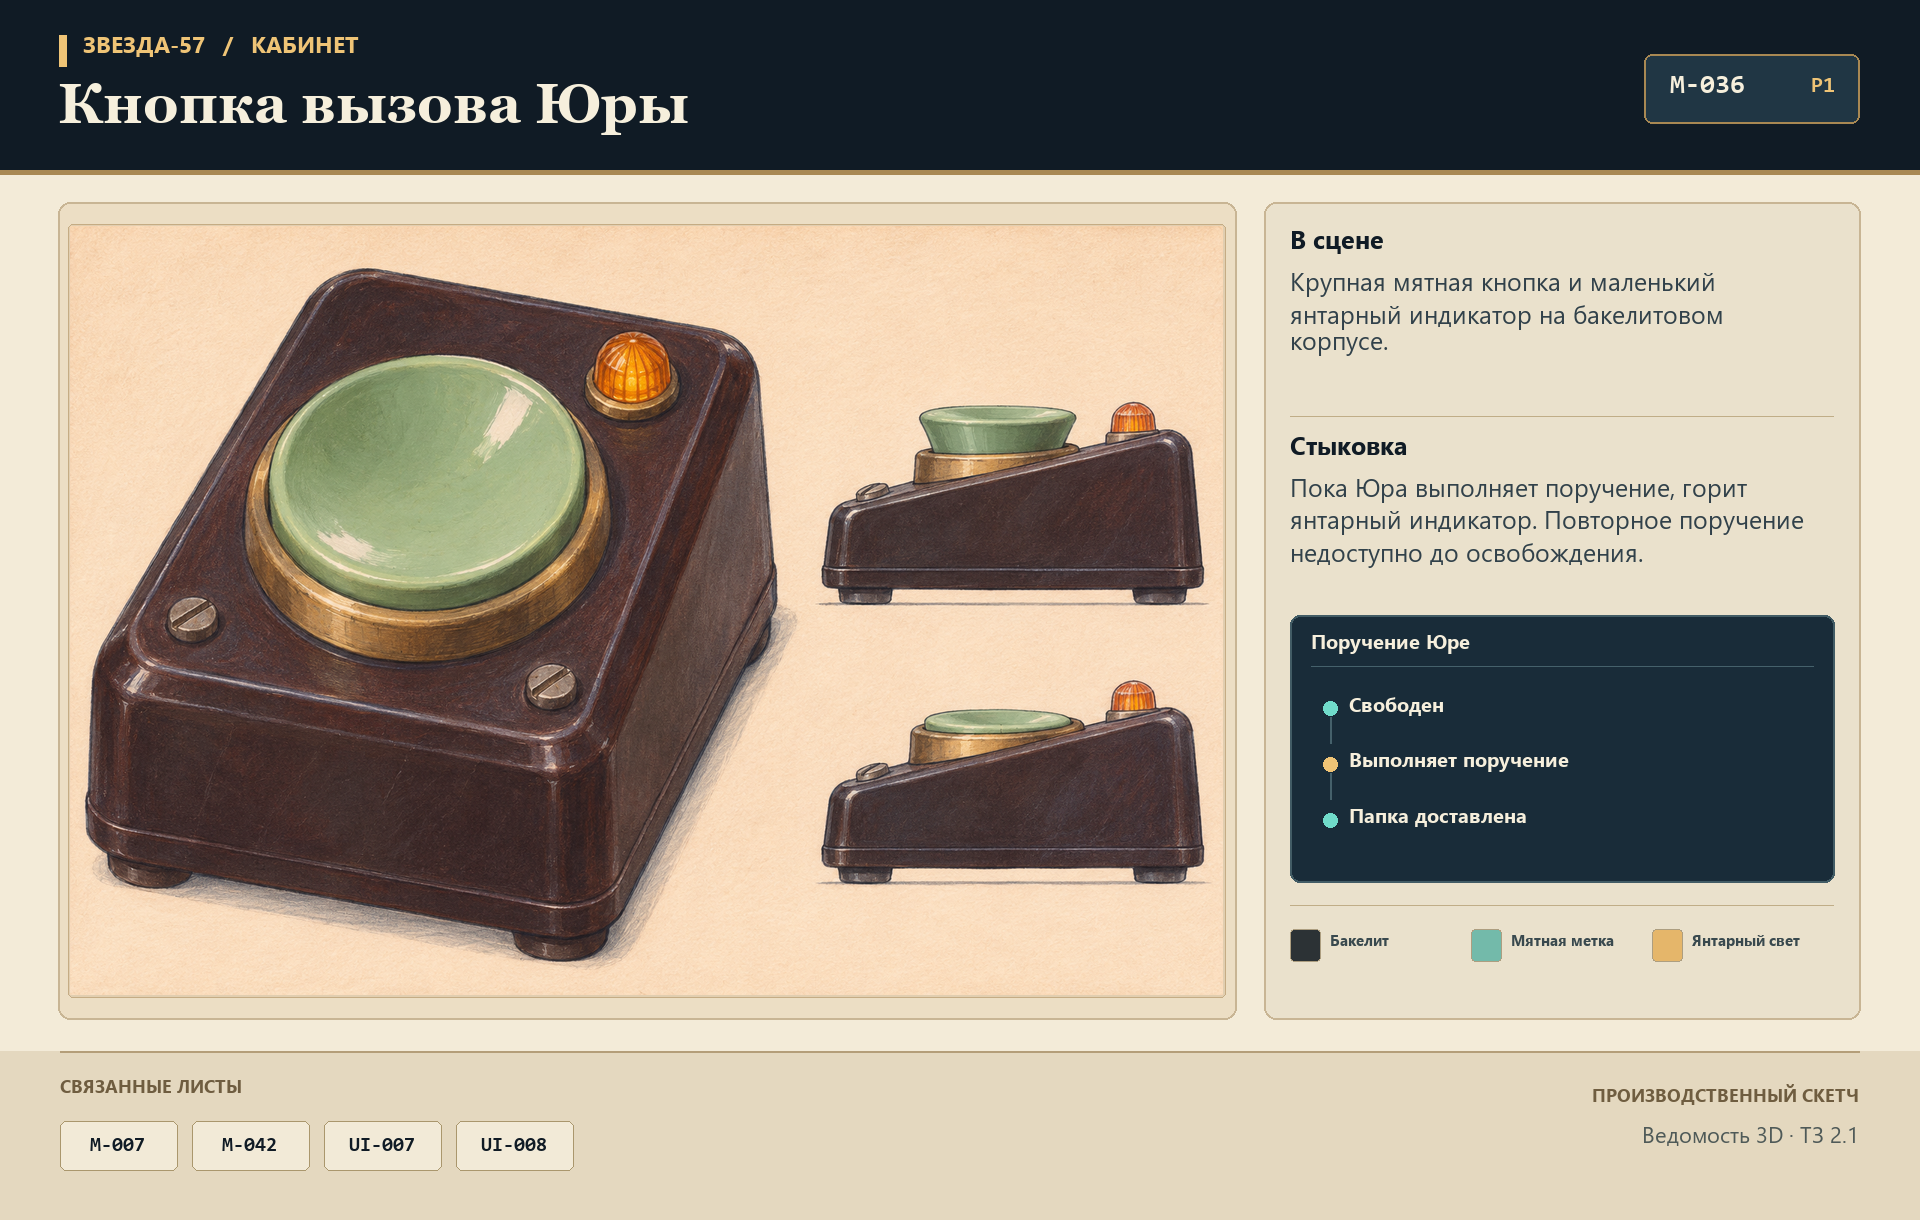 ЗВЕЗДА-57 / КАБИНЕТ
Кнопка вызова Юры
М-036 P1
В сцене
Крупная мятная кнопка и маленький
янтарный индикатор на бакелитовом
корпусе.
Стыковка
Пока Юра выполняет поручение, горит
янтарный индикатор. Повторное поручение
недоступно до освобождения.
Поручение Юре
Свободен
Выполняет поручение
Папка доставлена
Бакелит
Мятная метка
Янтарный свет
СВЯЗАННЫЕ ЛИСТЫ
М-007
М-042
UI-007
UI-008
ПРОИЗВОДСТВЕННЫЙ СКЕТЧ
Ведомость 3D · ТЗ 2.1